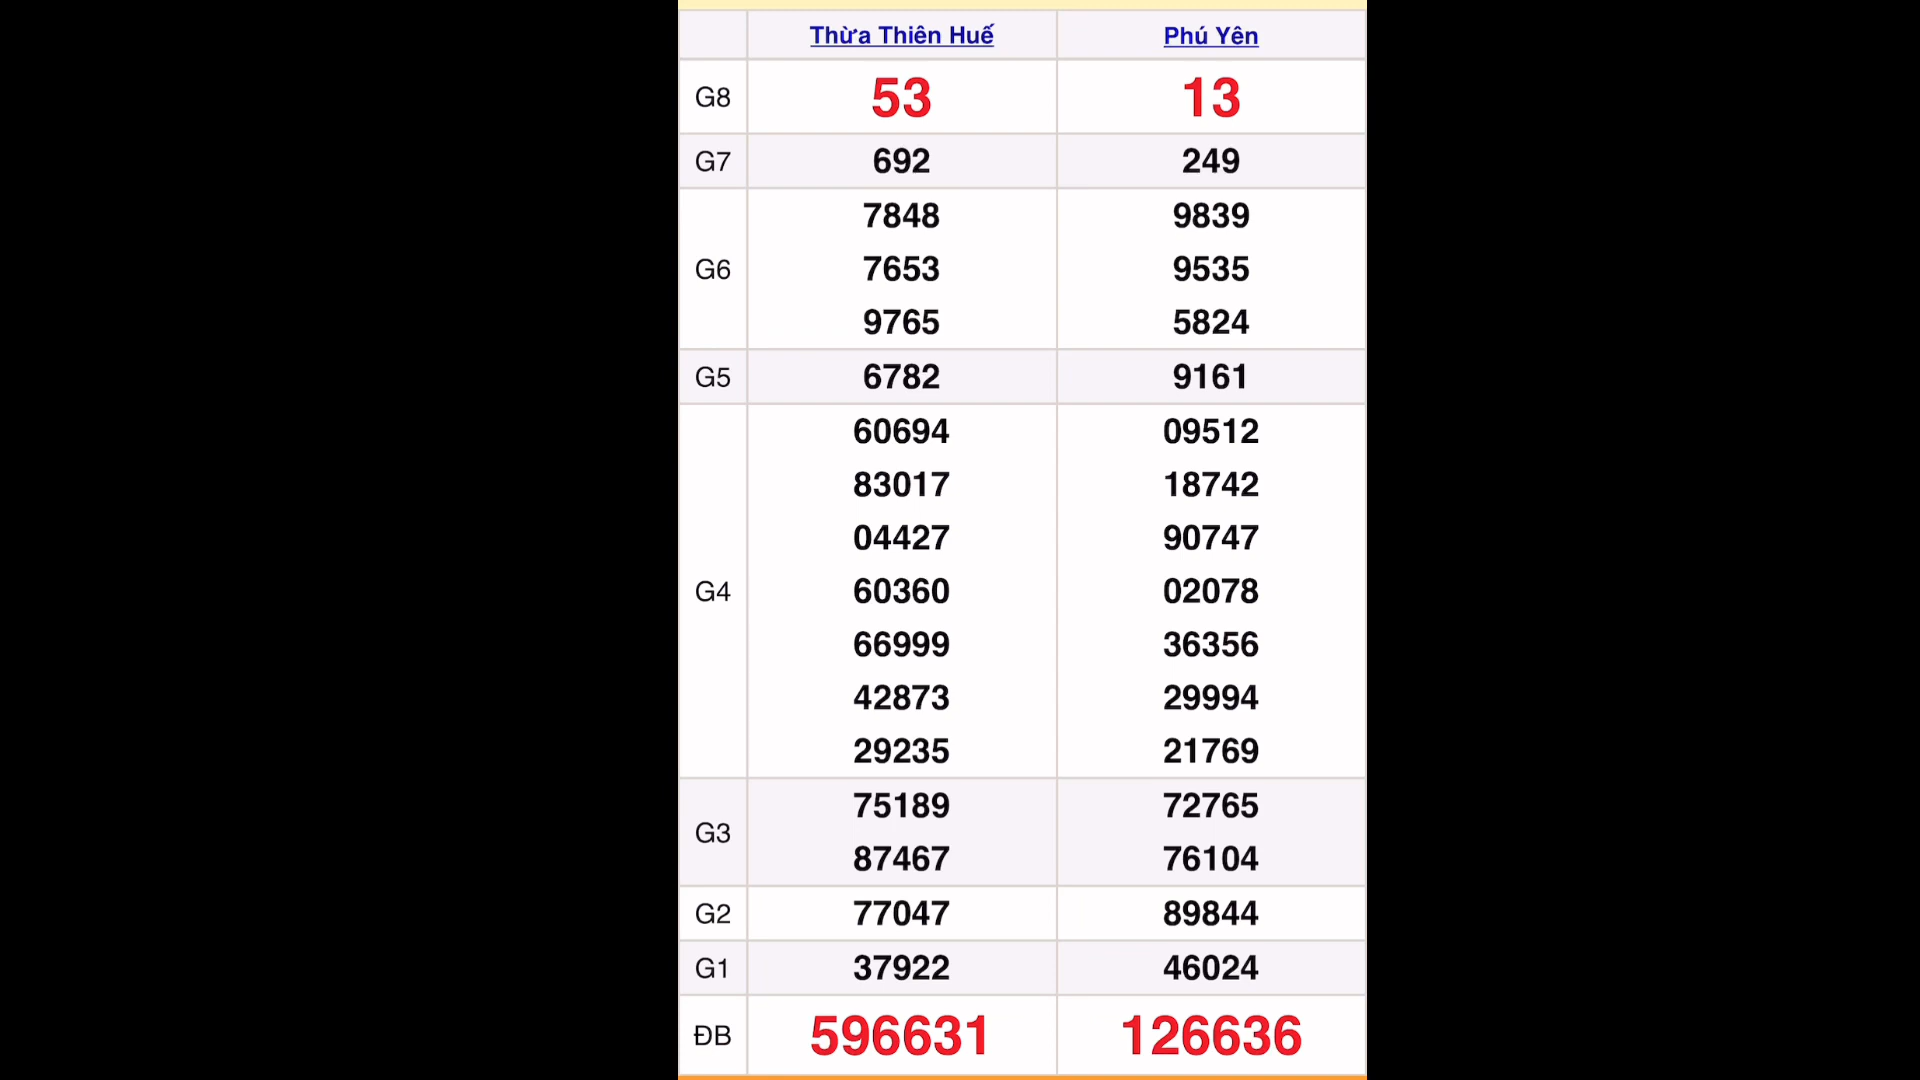 Thừa Thiên Huế Phú Yên
G8 53 13
G7 692 249
7848 9839
G6 7653 9535
9765 5824
G5 6782 9161
60694 09512
83017 18742
04427 90747
G4 60360 02078
66999 36356
42873 29994
29235 21769
75189 72765
G3
87467 76104
G2 77047 89844
G1 37922 46024
ĐB 596631 126636